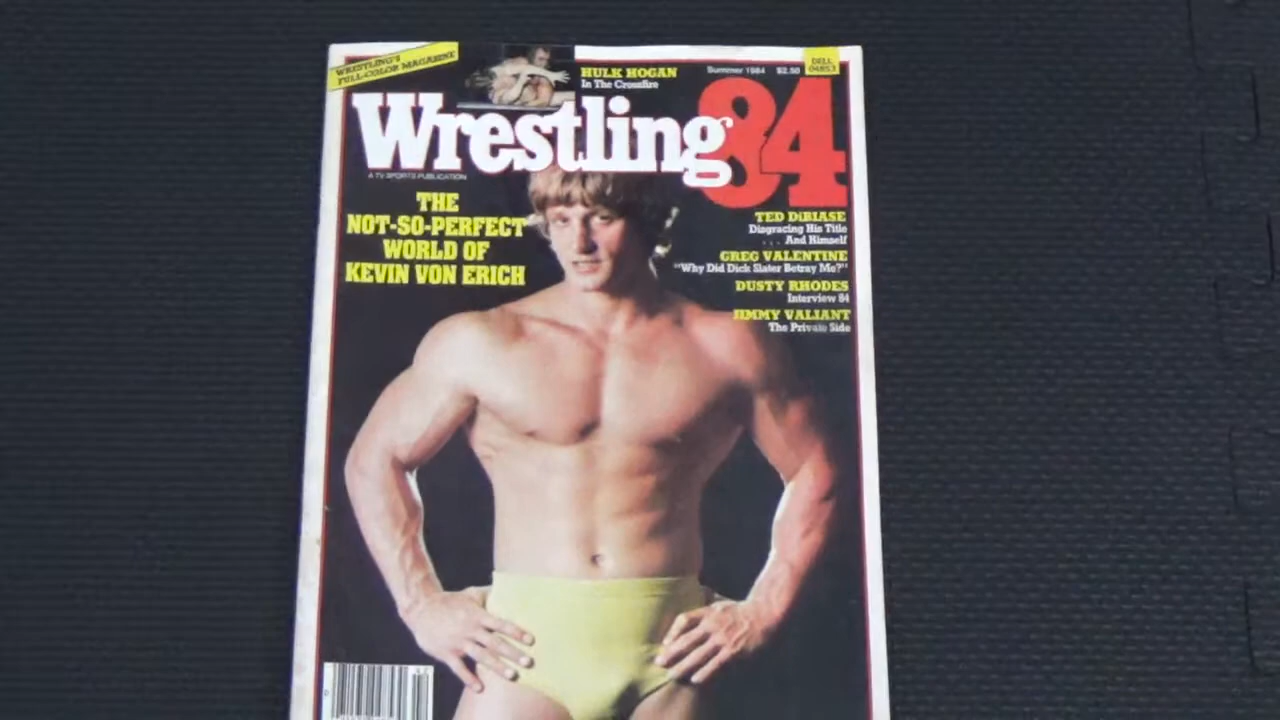 WRESTLING'S
FULL-COLOR MAGAZINE
HULK HOGAN
In The Crossfire
Summer 1984 $2.50
DELL
04853
Wrestling 84
A TV SPORTS PUBLICATION
THE
NOT-SO-PERFECT
WORLD OF
KEVIN VON ERICH
TED DiBIASE
Disgracing His Title
... And Himself
GREG VALENTINE
"Why Did Dick Slater Betray Me?"
DUSTY RHODES
Interview 84
JIMMY VALIANT
The Private Side